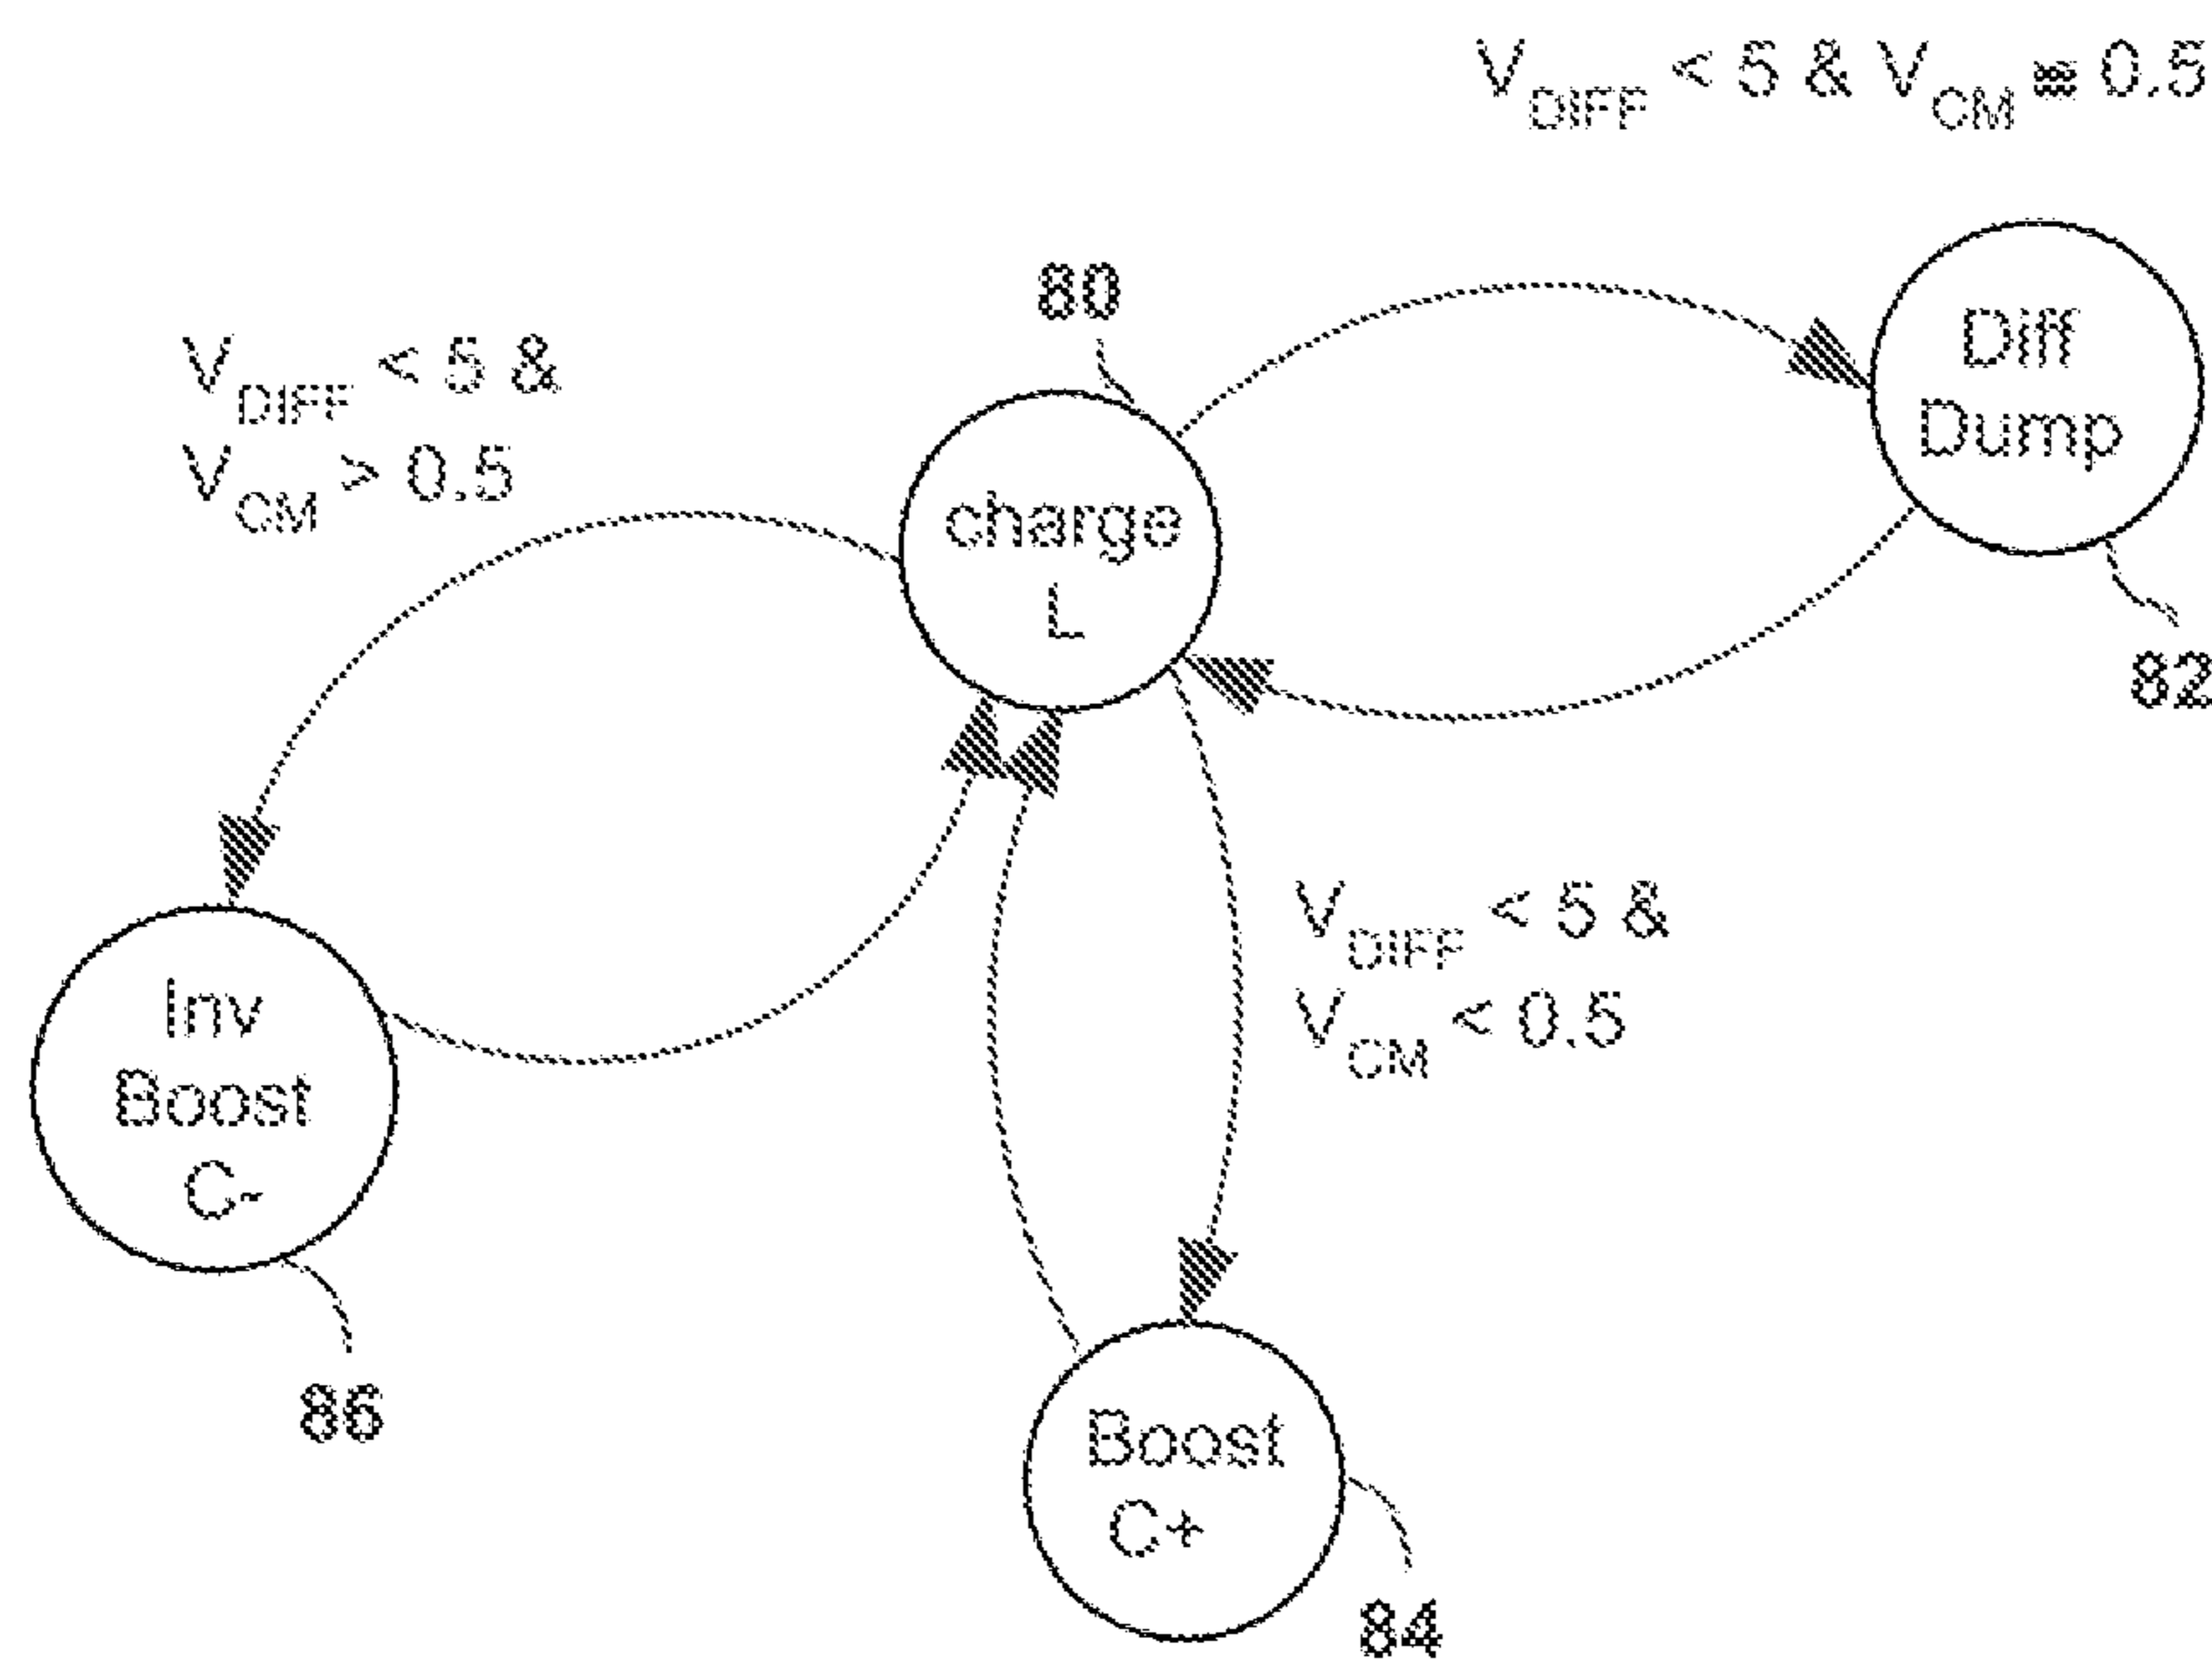 V_DIFF < 5 & V_CM ≅ 0.5
80
Diff
Dump
V_DIFF < 5 &
V_CM > 0.5
charge
L
82
V_DIFF < 5 &
V_CM < 0.5
Inv
Boost
C-
86
Boost
C+
84